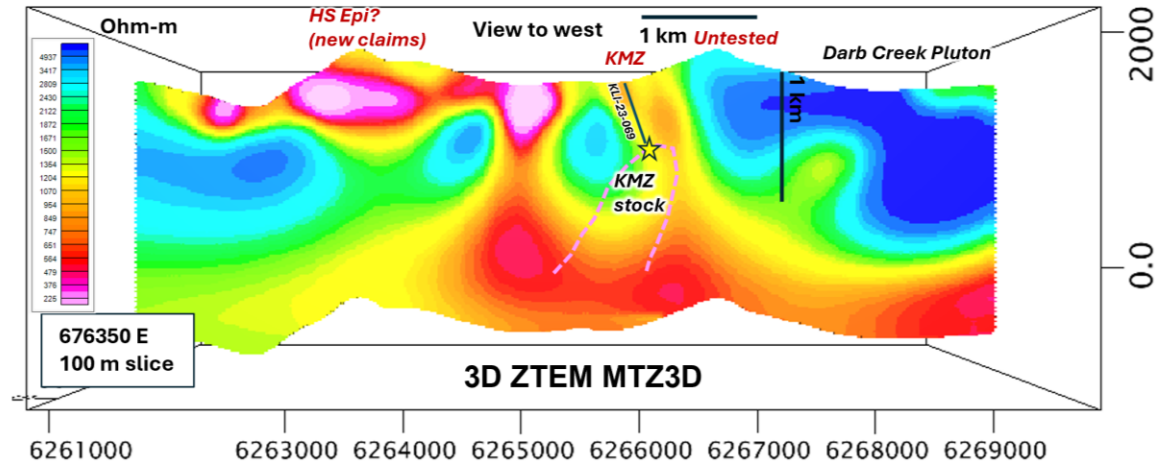 Ohm-m
HS Epi?
(new claims)
View to west
1 km
Untested
KMZ
Darb Creek Pluton
2000
4937
3417
2809
2430
2122
1871
1671
1500
1354
1204
1070
954
849
747
651
564
479
376
225
KLI-23-069
1 km
KMZ
stock
0.0
676350 E
100 m slice
3D ZTEM MTZ3D
6261000
6263000
6264000
6265000
6266000
6267000
6268000
6269000